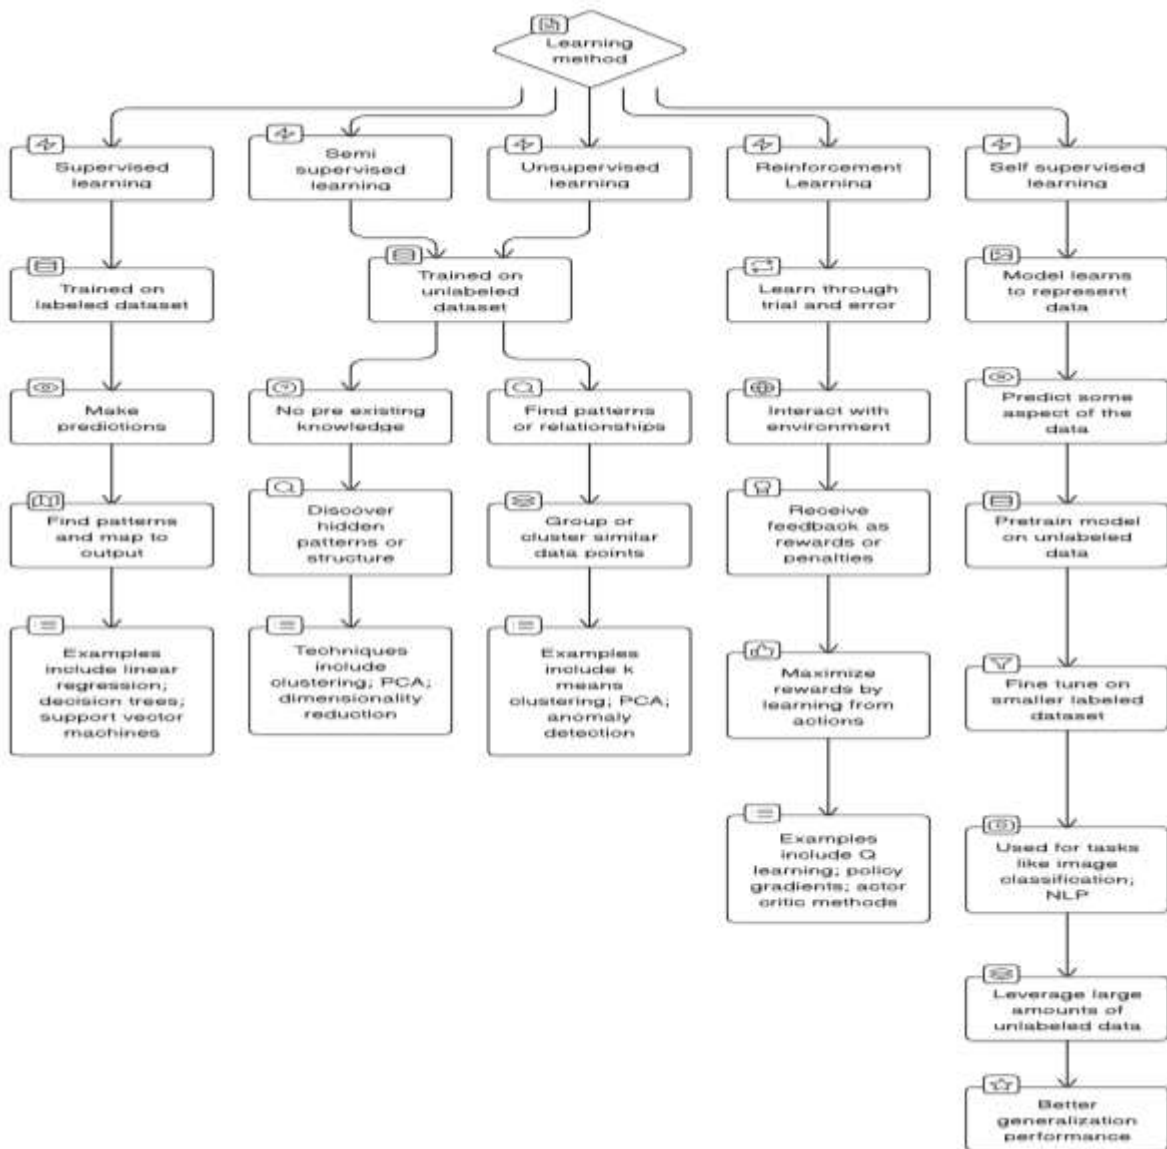 Learning
method
Supervised
learning
Semi
supervised
learning
Unsupervised
learning
Reinforcement
Learning
Self supervised
learning
Trained on
labeled dataset
Trained on
unlabeled
dataset
Learn through
trial and error
Model learns
to represent
data
Make
predictions
No pre existing
knowledge
Find patterns
or relationships
Interact with
environment
Predict some
aspect of the
data
Find patterns
and map to
output
Discover
hidden
patterns or
structure
Group or
cluster similar
data points
Receive
feedback as
rewards or
penalties
Pretrain model
on unlabeled
data
Examples
include linear
regression;
decision trees;
support vector
machines
Techniques
include
clustering; PCA;
dimensionality
reduction
Examples
include k
means
clustering; PCA;
anomaly
detection
Maximize
rewards by
learning from
actions
Fine tune on
smaller labeled
dataset
Examples
include Q
learning; policy
gradients; actor
critic methods
Used for tasks
like image
classification;
NLP
Leverage large
amounts of
unlabeled data
Better
generalization
performance